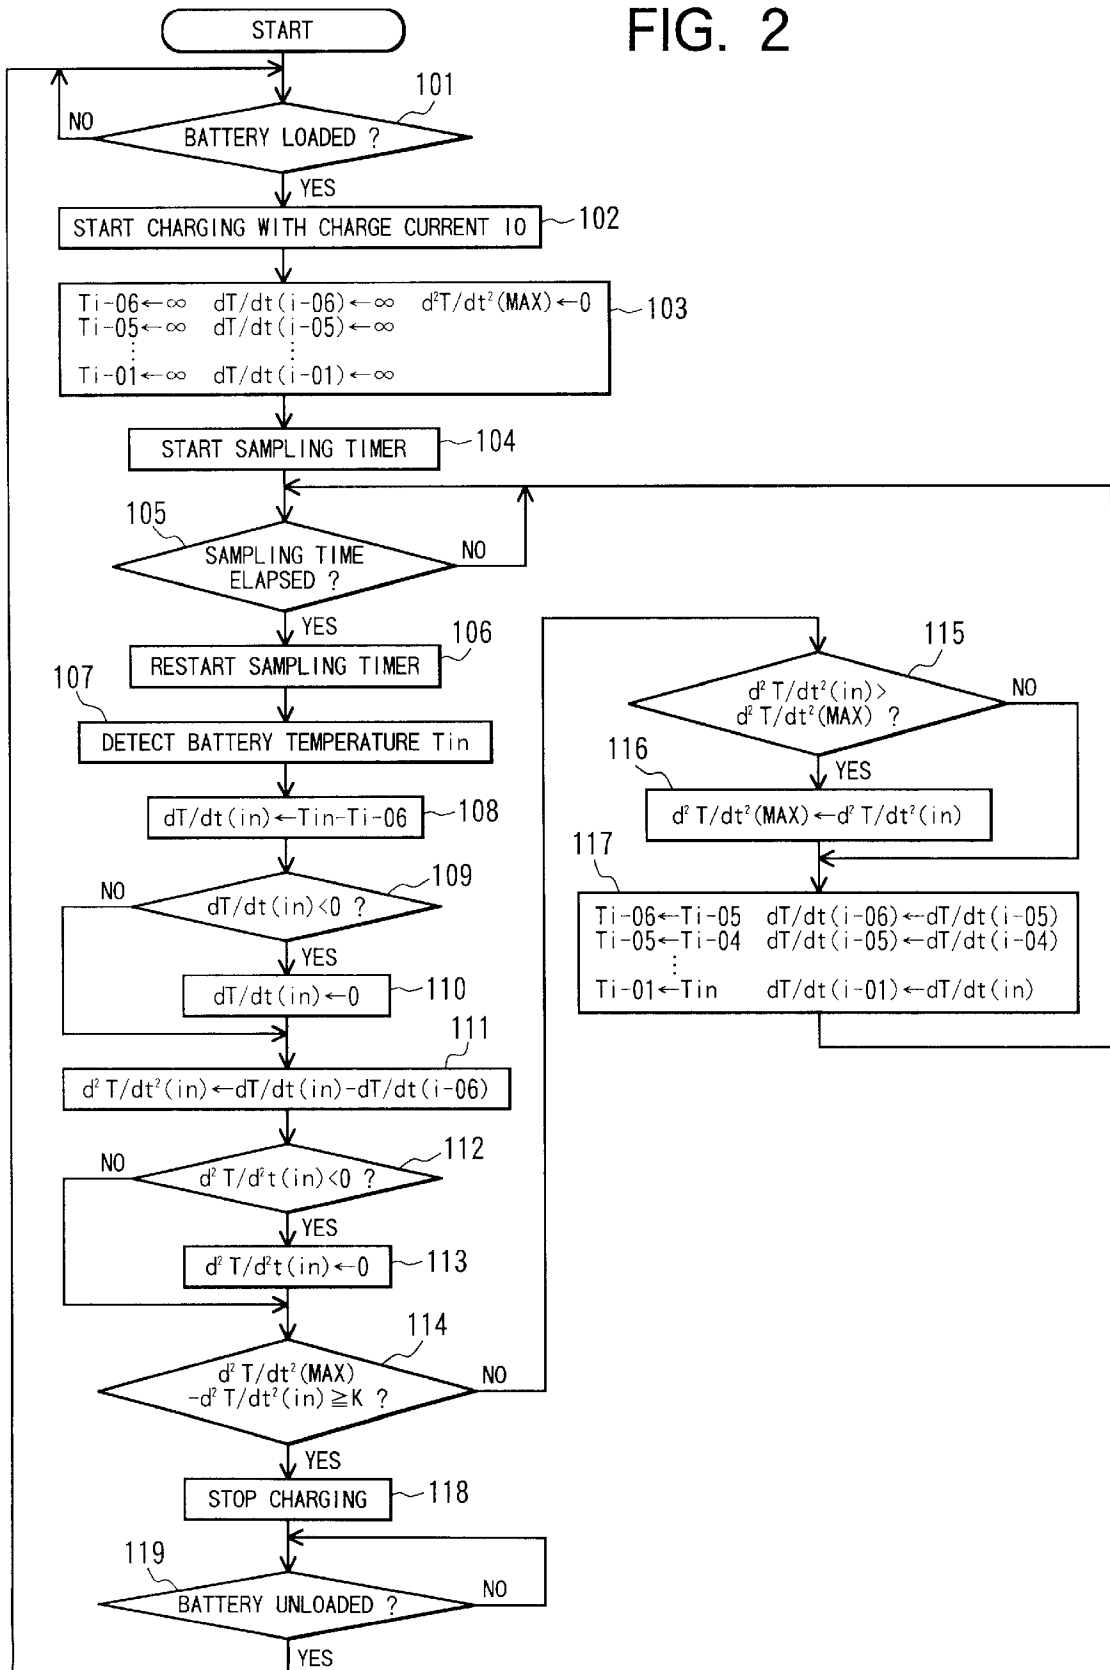 FIG. 2
START
101
BATTERY LOADED ?
NO
YES
START CHARGING WITH CHARGE CURRENT I0
102
Ti-06←∞ dT/dt(i-06)←∞ d²T/dt²(MAX)←0
Ti-05←∞ dT/dt(i-05)←∞
⋮ ⋮
Ti-01←∞ dT/dt(i-01)←∞
103
START SAMPLING TIMER
104
105
SAMPLING TIME
ELAPSED ?
NO
YES
106
RESTART SAMPLING TIMER
107
DETECT BATTERY TEMPERATURE Tin
dT/dt(in)←Tin-Ti-06
108
109
dT/dt(in)<0 ?
NO
YES
dT/dt(in)←0
110
111
d²T/dt²(in)←dT/dt(in)-dT/dt(i-06)
112
d²T/d²t(in)<0 ?
NO
YES
d²T/d²t(in)←0
113
114
d²T/dt²(MAX)
-d²T/dt²(in)≧K ?
NO
YES
115
d²T/dt²(in)>
d²T/dt²(MAX) ?
NO
YES
116
d²T/dt²(MAX)←d²T/dt²(in)
117
Ti-06←Ti-05 dT/dt(i-06)←dT/dt(i-05)
Ti-05←Ti-04 dT/dt(i-05)←dT/dt(i-04)
⋮
Ti-01←Tin dT/dt(i-01)←dT/dt(in)
STOP CHARGING
118
119
BATTERY UNLOADED ?
NO
YES